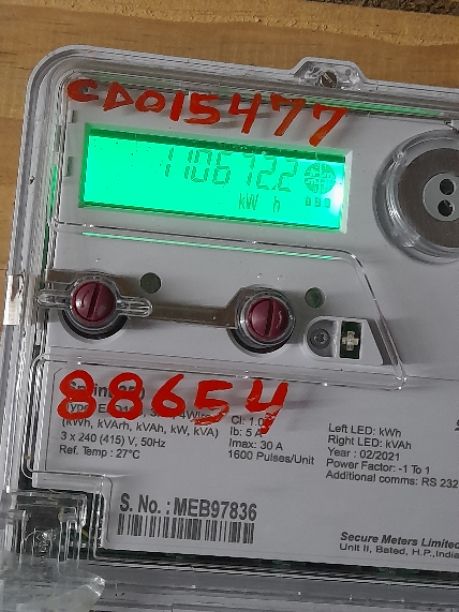 CD015477
110672.2
kW h
88654
3 x 240 (415) V, 50Hz
Ref. Temp : 27°C
(kWh, kVArh, kVAh, kW, kVA)
Cl: 1.0
Ib: 5 A
Imax: 30 A
1600 Pulses/Unit
Left LED: kWh
Right LED: kVAh
Year : 02/2021
Power Factor: -1 To 1
Additional comms: RS 232
S. No. : MEB97836
Secure Meters Limited
Unit II, Bated, H.P., India